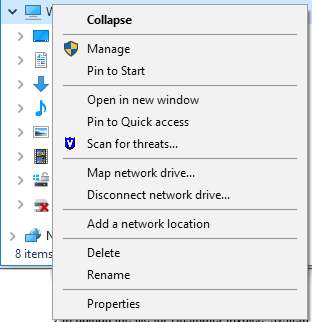 Collapse
Manage
Pin to Start
Open in new window
Pin to Quick access
Scan for threats...
Map network drive...
Disconnect network drive...
Add a network location
Delete
Rename
Properties
8 items